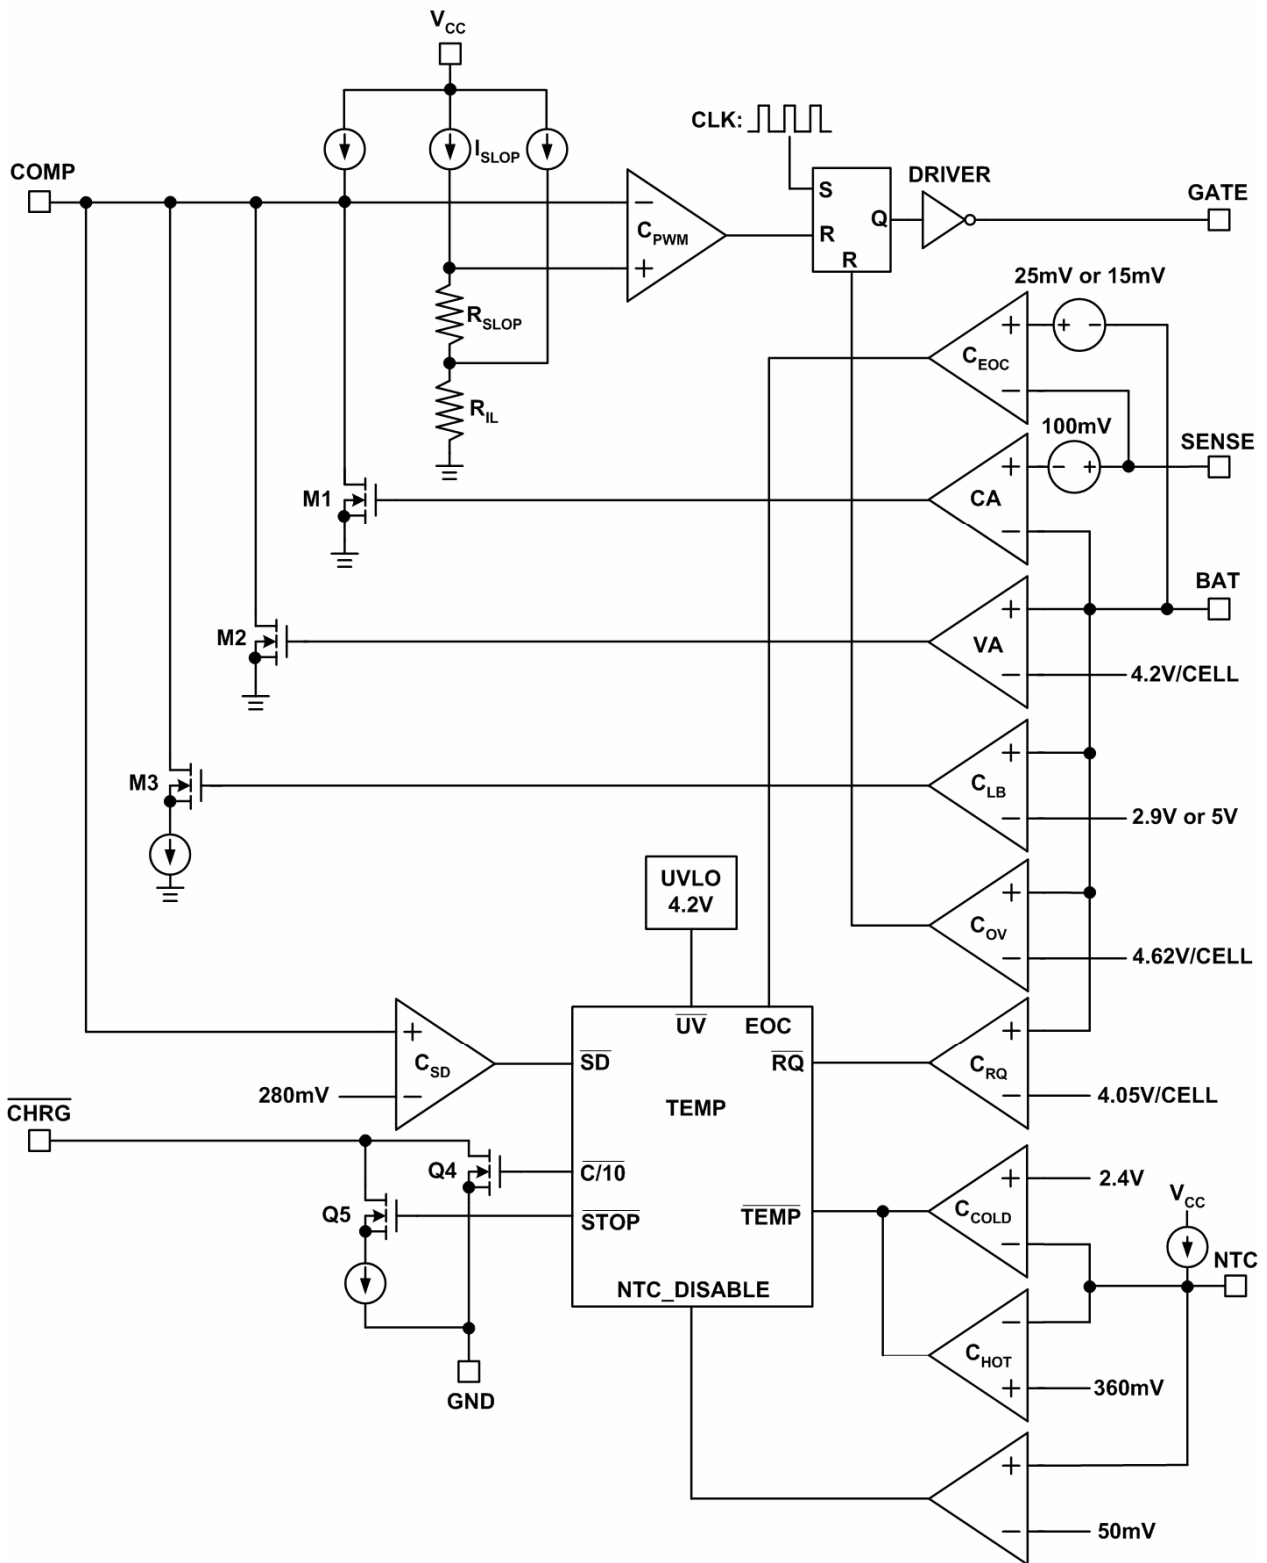 VCC
CLK:
ISLOP
COMP
DRIVER
GATE
S
Q
CPWM
R
R
25mV or 15mV
RSLOP
CEOC
RIL
100mV
SENSE
M1
CA
BAT
M2
VA
4.2V/CELL
M3
CLB
2.9V or 5V
UVLO
4.2V
COV
4.62V/CELL
UV
EOC
SD
RQ
CSD
CRQ
280mV
4.05V/CELL
CHRG
TEMP
Q4
C/10
2.4V
VCC
Q5
STOP
TEMP
CCOLD
NTC
NTC_DISABLE
CHOT
360mV
GND
50mV